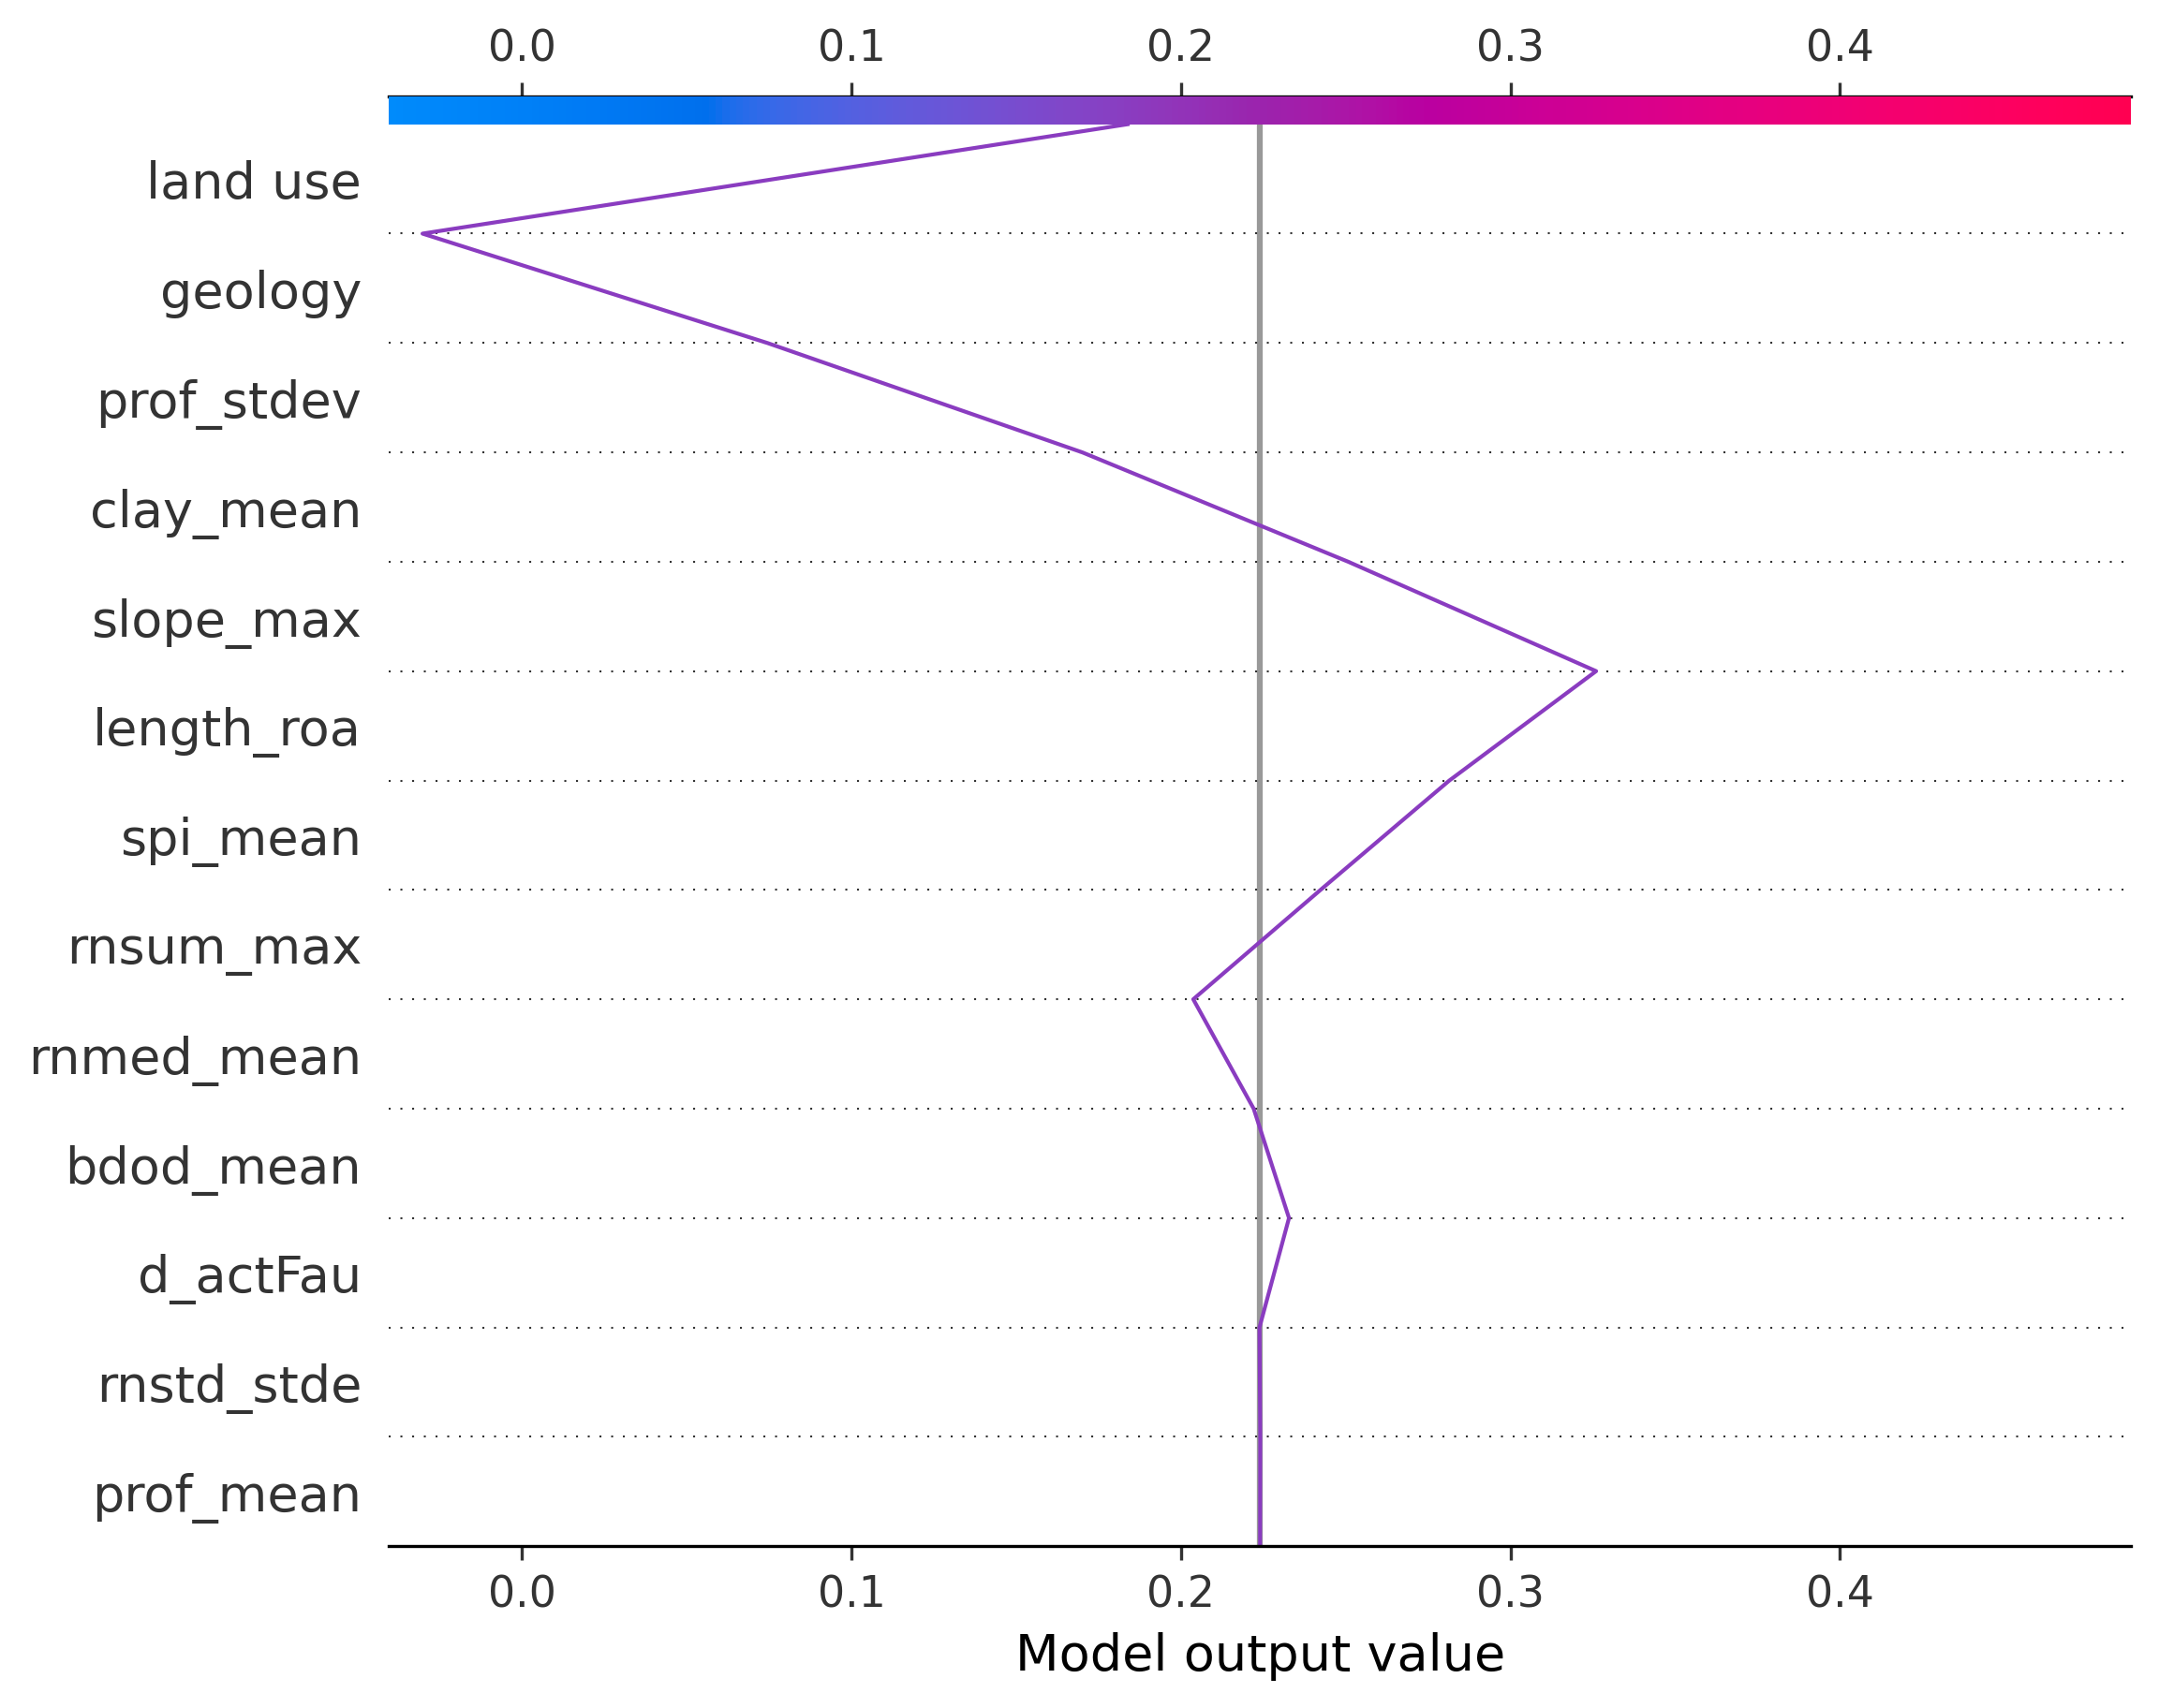 0.0 0.1 0.2 0.3 0.4
land use
geology
prof_stdev
clay_mean
slope_max
length_roa
spi_mean
rnsum_max
rnmed_mean
bdod_mean
d_actFau
rnstd_stde
prof_mean
0.0 0.1 0.2 0.3 0.4
Model output value